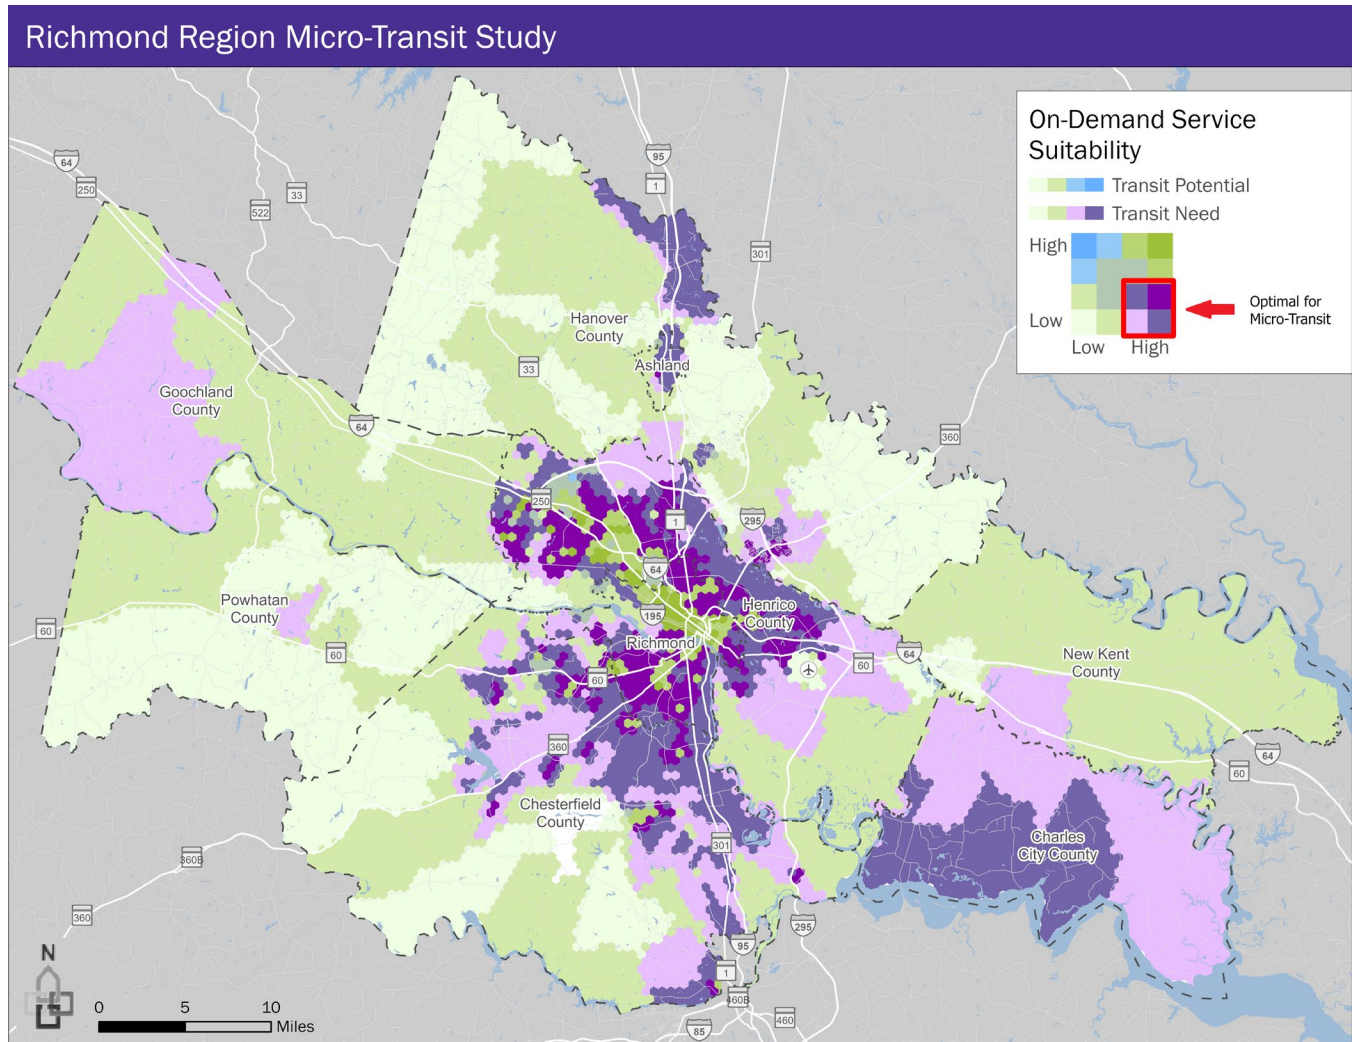 Richmond Region Micro-Transit Study
On-Demand Service
Suitability
Transit Potential
Transit Need
High
Low
Low
High
Optimal for
Micro-Transit
64
250
33
522
95
1
301
Hanover
County
33
Ashland
Goochland
County
64
360
250
1
295
64
Powhatan
County
195
Henrico
County
Richmond
60
60
60
60
64
New Kent
County
360
64
60
Chesterfield
County
301
Charles
City County
360B
360
295
95
1
460B
460
85
N
0
5
10
Miles